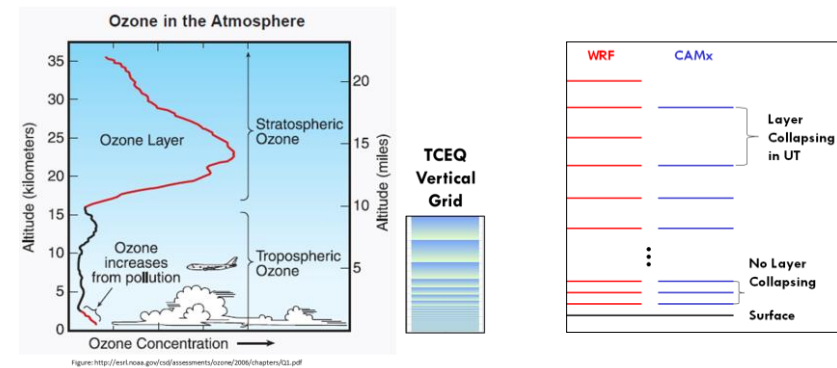 Ozone in the Atmosphere
35
30
25
20
15
10
5
0
Altitude (kilometers)
Ozone Layer
Stratospheric
Ozone
Ozone
increases
from pollution
Tropospheric
Ozone
20
15
10
5
Altitude (miles)
Ozone Concentration
Figure: http://esrl.noaa.gov/csd/assessments/ozone/2006/chapters/Q1.pdf
TCEQ
Vertical
Grid
WRF
CAMx
Layer
Collapsing
in UT
No Layer
Collapsing
Surface